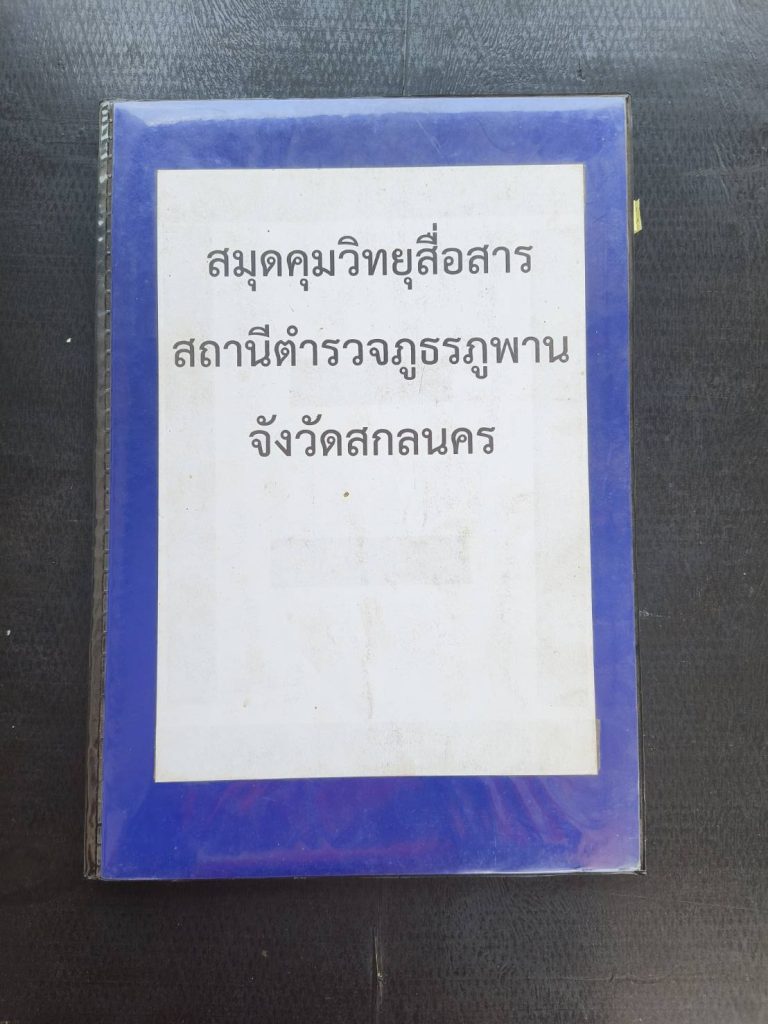 สมุดคุมวิทยุสื่อสาร
สถานีตำรวจภูธรภูพาน
จังหวัดสกลนคร